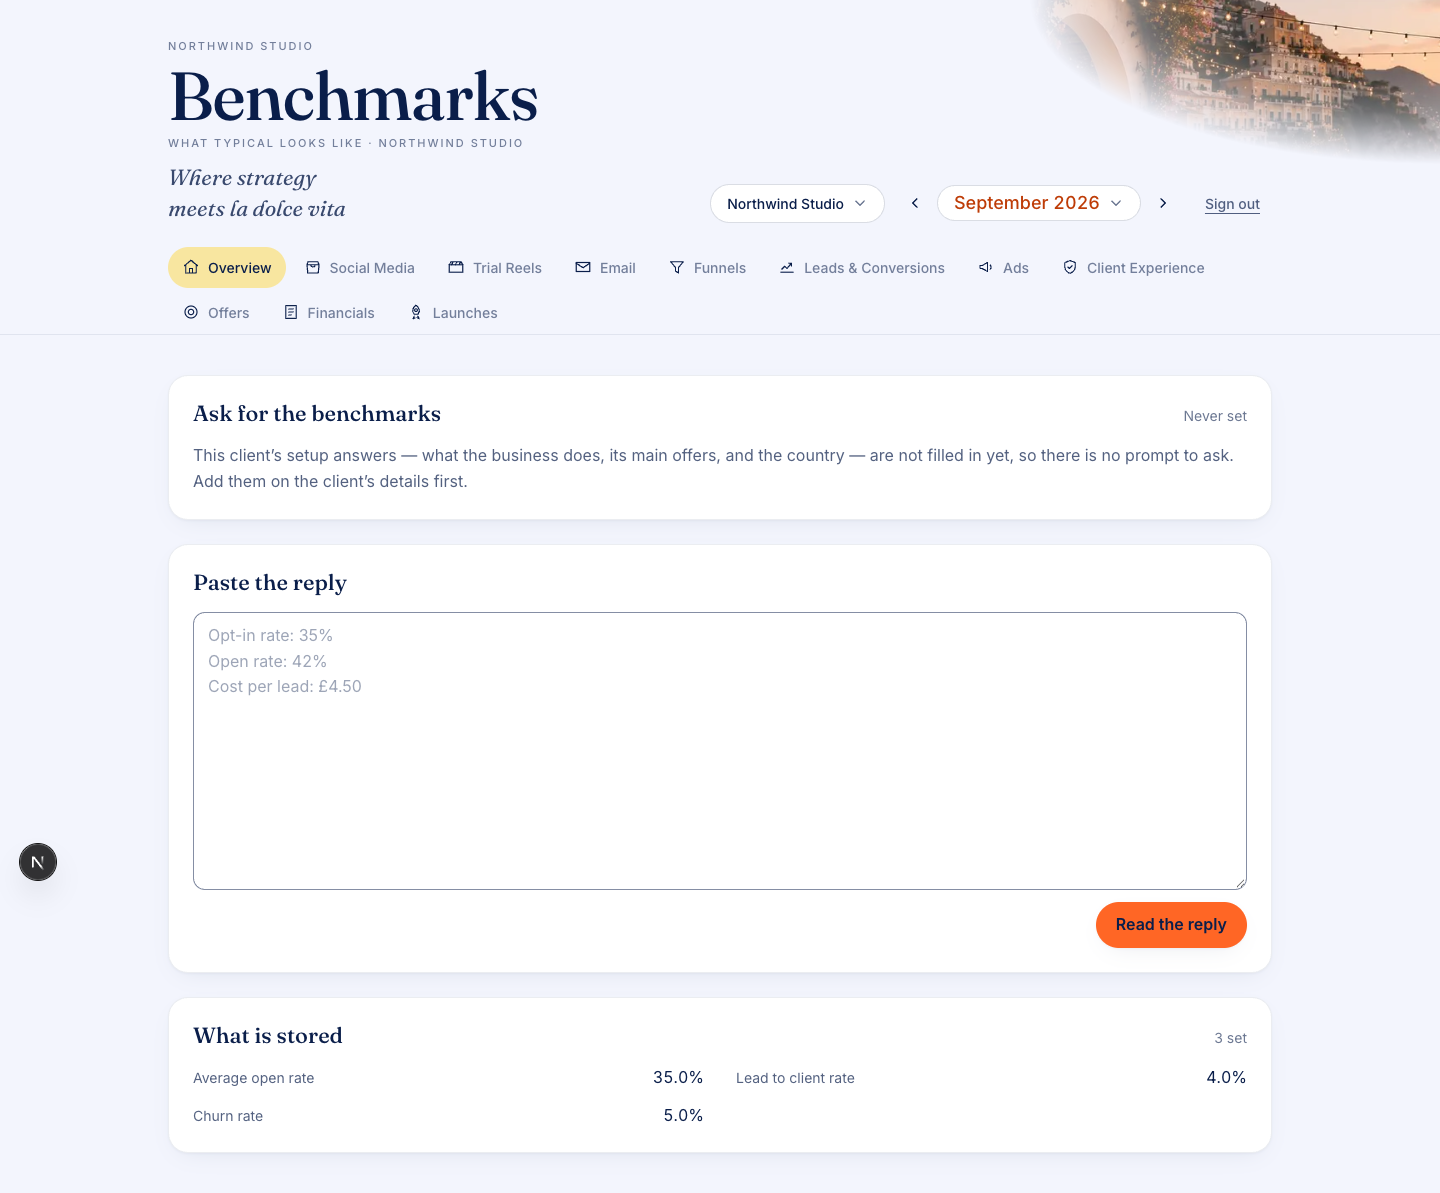 NORTHWIND STUDIO
Benchmarks
WHAT TYPICAL LOOKS LIKE · NORTHWIND STUDIO
Where strategy
meets la dolce vita
Northwind Studio
September 2026
Sign out
Overview
Social Media
Trial Reels
Email
Funnels
Leads & Conversions
Ads
Client Experience
Offers
Financials
Launches
Ask for the benchmarks
Never set
This client’s setup answers — what the business does, its main offers, and the country — are not filled in yet, so there is no prompt to ask.
Add them on the client’s details first.
Paste the reply
Opt-in rate: 35%
Open rate: 42%
Cost per lead: £4.50
N
Read the reply
What is stored
3 set
Average open rate 35.0%
Lead to client rate 4.0%
Churn rate 5.0%